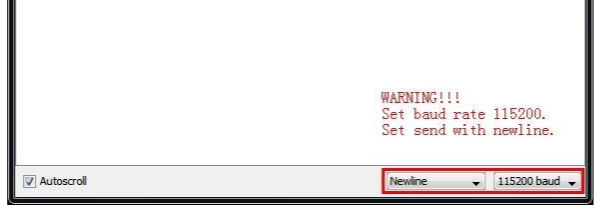 WARNING!!!
Set baud rate 115200.
Set send with newline.
Autoscroll
Newline
115200 baud